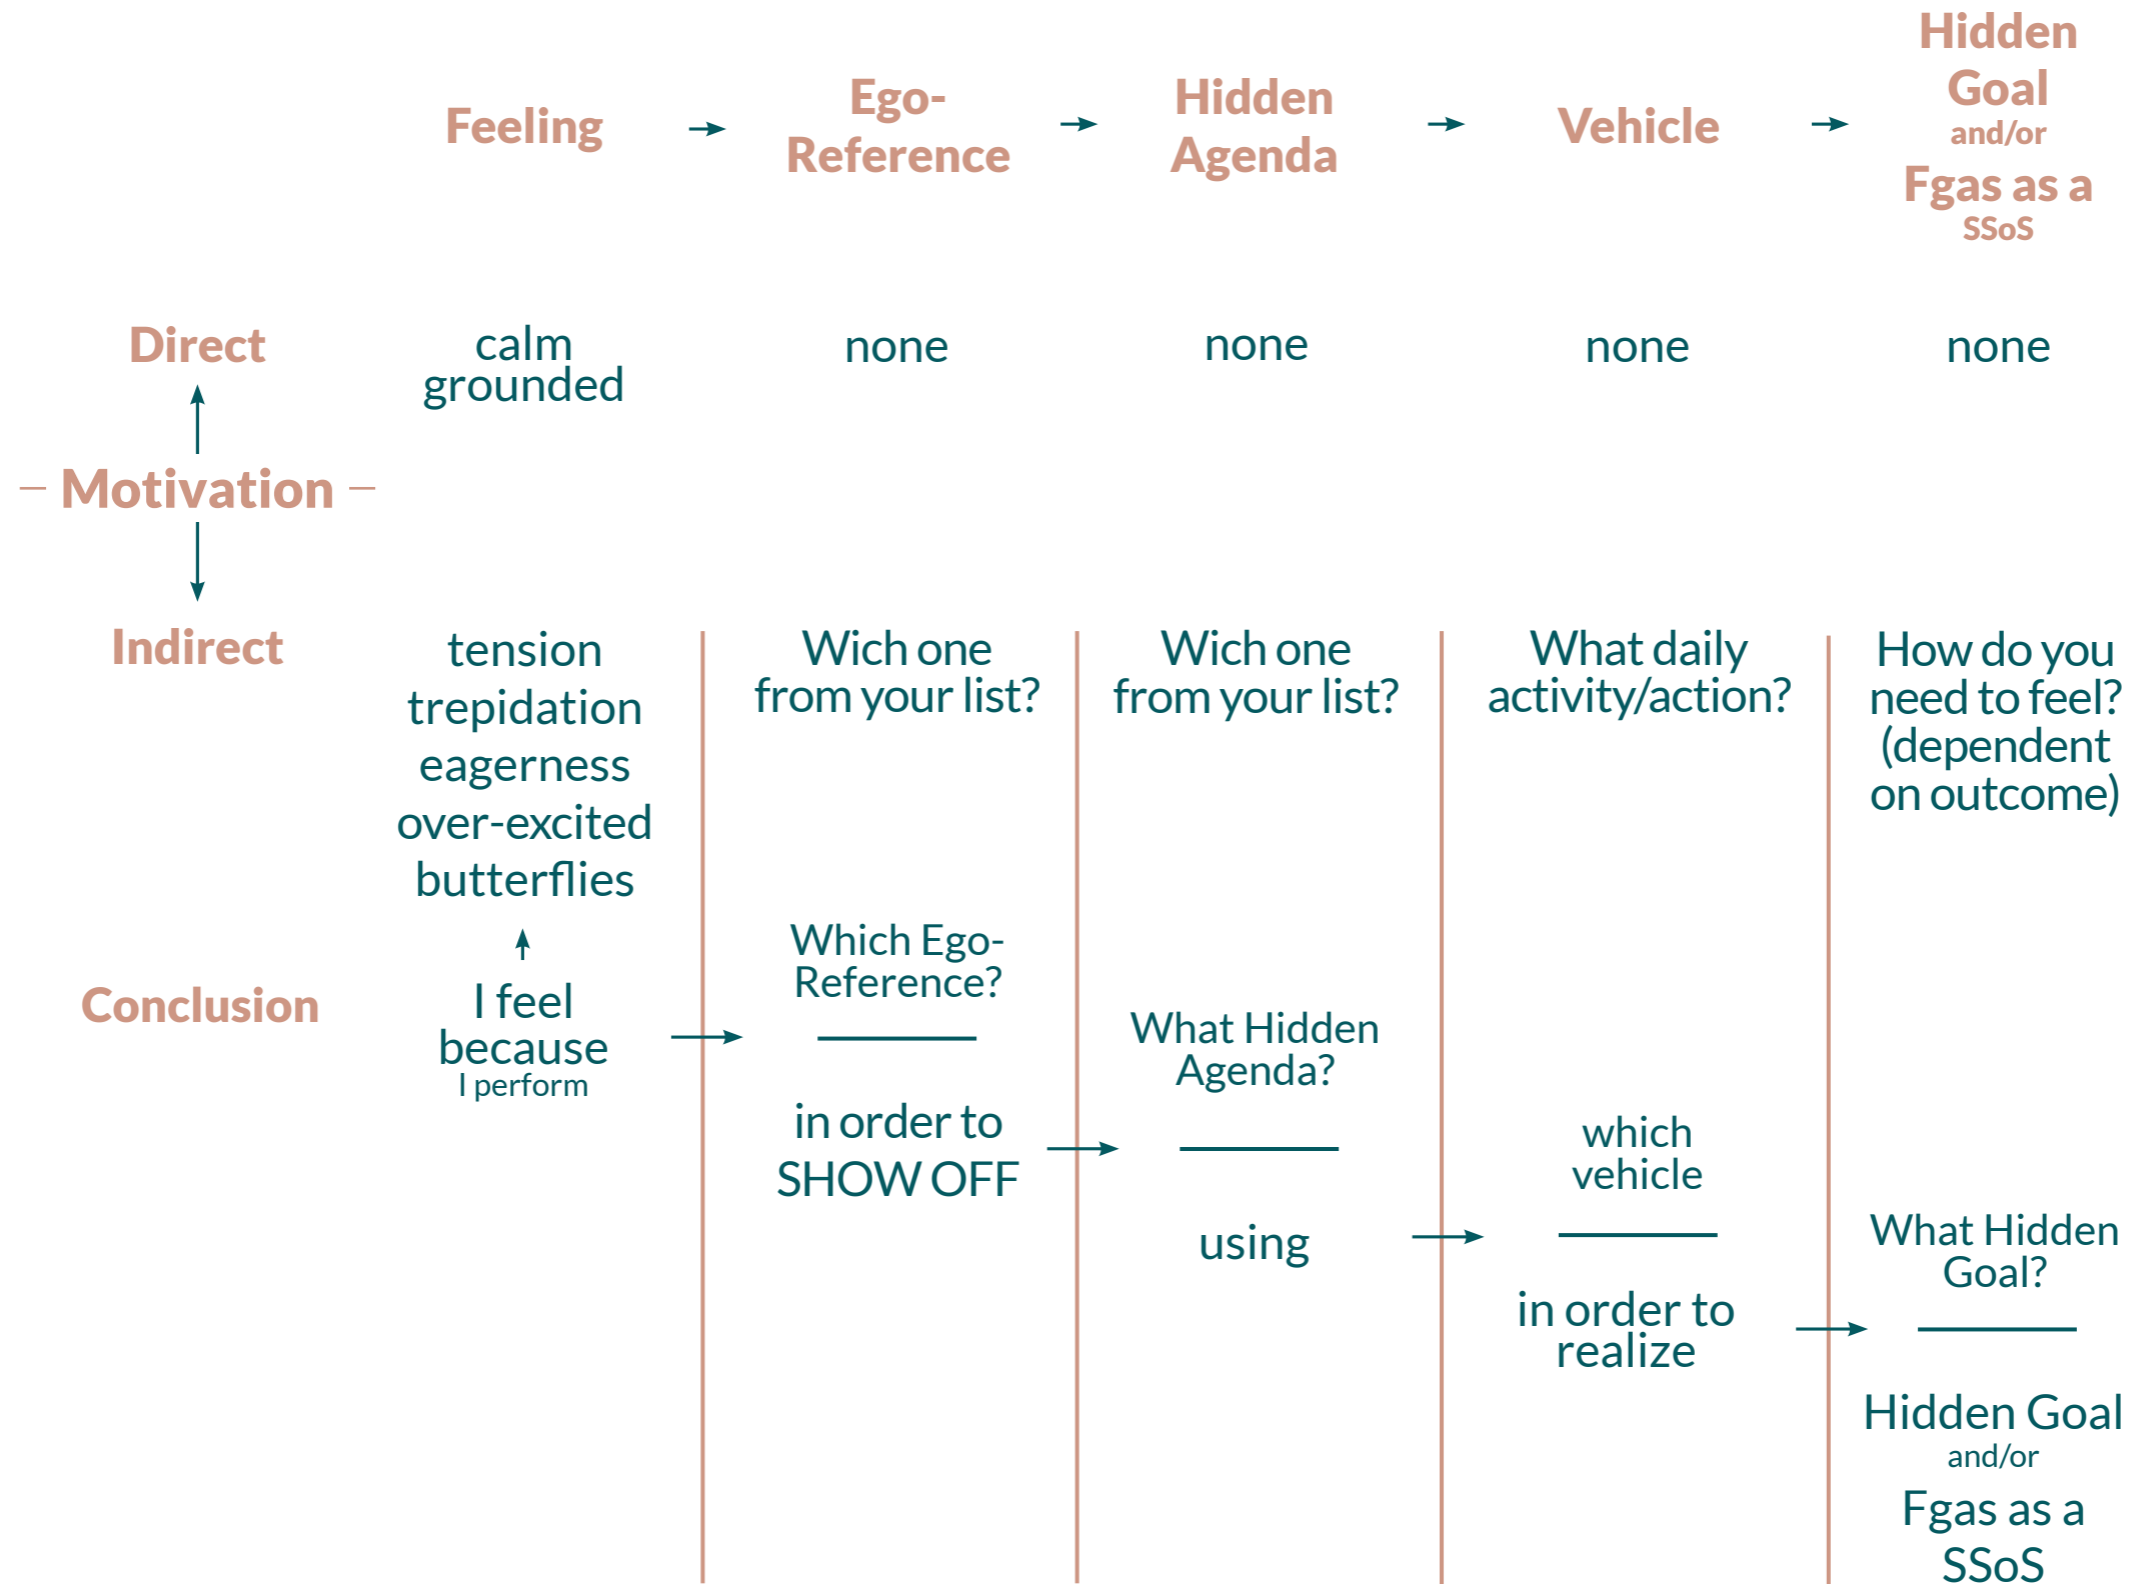 Feeling
Ego-
Reference
Hidden
Agenda
Vehicle
Hidden
Goal
and/or
Fgas as a
SSoS
Direct
calm
grounded
none
none
none
none
Motivation
Indirect
tension
trepidation
eagerness
over-excited
butterflies
Wich one
from your list?
Wich one
from your list?
What daily
activity/action?
How do you
need to feel?
(dependent
on outcome)
Conclusion
I feel
because
I perform
Which Ego-
Reference?
in order to
SHOW OFF
What Hidden
Agenda?
using
which
vehicle
in order to
realize
What Hidden
Goal?
Hidden Goal
and/or
Fgas as a
SSoS